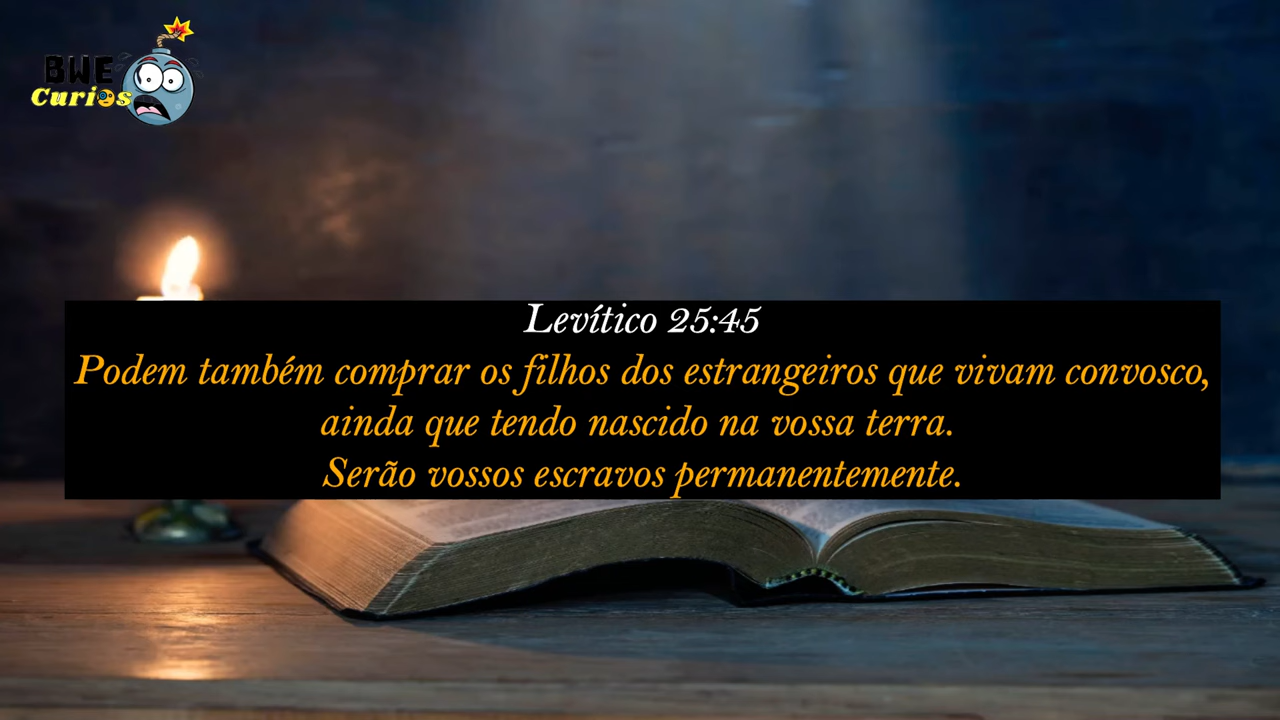 BWE
Curios
Levítico 25:45
Podem também comprar os filhos dos estrangeiros que vivam convosco,
ainda que tendo nascido na vossa terra.
Serão vossos escravos permanentemente.